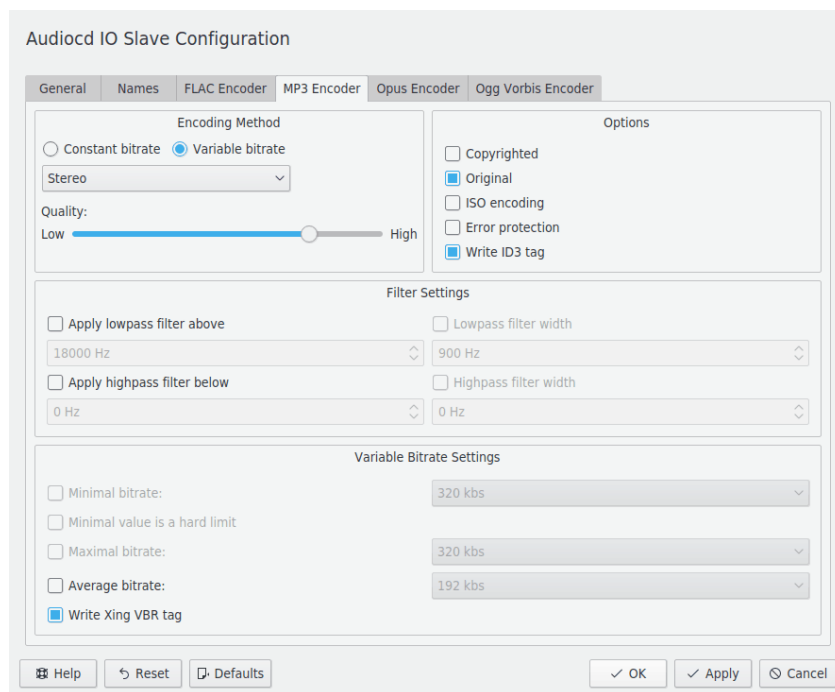 Audiocd IO Slave Configuration
General Names FLAC Encoder MP3 Encoder Opus Encoder Ogg Vorbis Encoder
Encoding Method
Constant bitrate Variable bitrate
Stereo
Quality:
Low High
Options
Copyrighted
Original
ISO encoding
Error protection
Write ID3 tag
Filter Settings
Apply lowpass filter above Lowpass filter width
18000 Hz 900 Hz
Apply highpass filter below Highpass filter width
0 Hz 0 Hz
Variable Bitrate Settings
Minimal bitrate: 320 kbs
Minimal value is a hard limit
Maximal bitrate: 320 kbs
Average bitrate: 192 kbs
Write Xing VBR tag
Help Reset Defaults OK Apply Cancel